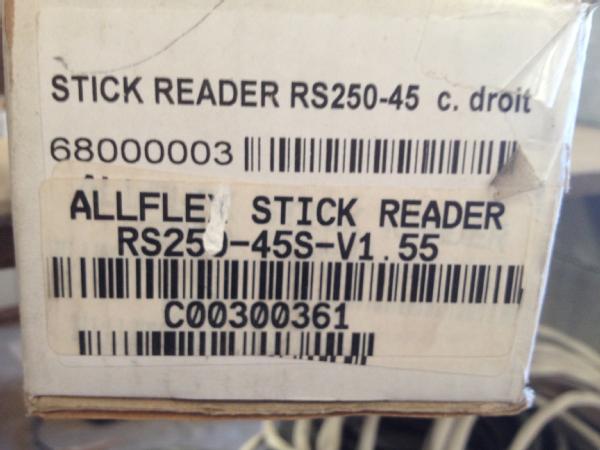 STICK READER RS250-45 c. droit
68000003
ALLFLEX STICK READER
RS250-45S-V1.55
C00300361